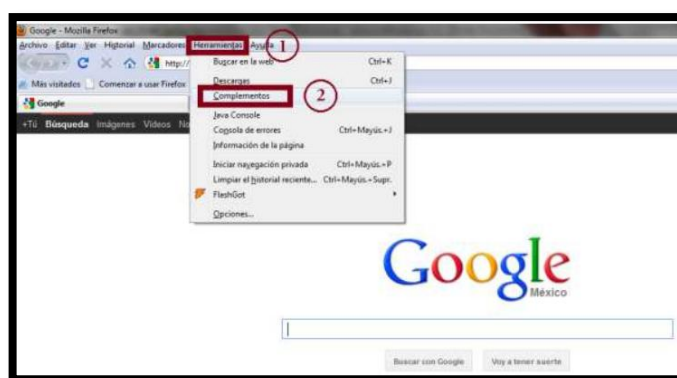 Google - Mozilla Firefox
Archivo Editar Ver Historial Marcadores Herramientas Ayuda
1
http://
Buscar en la web Ctrl+K
Más visitados Comenzar a usar Firefox
Descargas Ctrl+J
Complementos
2
Google
Java Console
+Tú Búsqueda Imágenes Videos No
Consola de errores Ctrl+Mayús.+J
Información de la página
Iniciar navegación privada Ctrl+Mayús.+P
Limpiar el historial reciente... Ctrl+Mayús.+Supr.
FlashGot
Opciones...
Google
México
Buscar con Google Voy a tener suerte